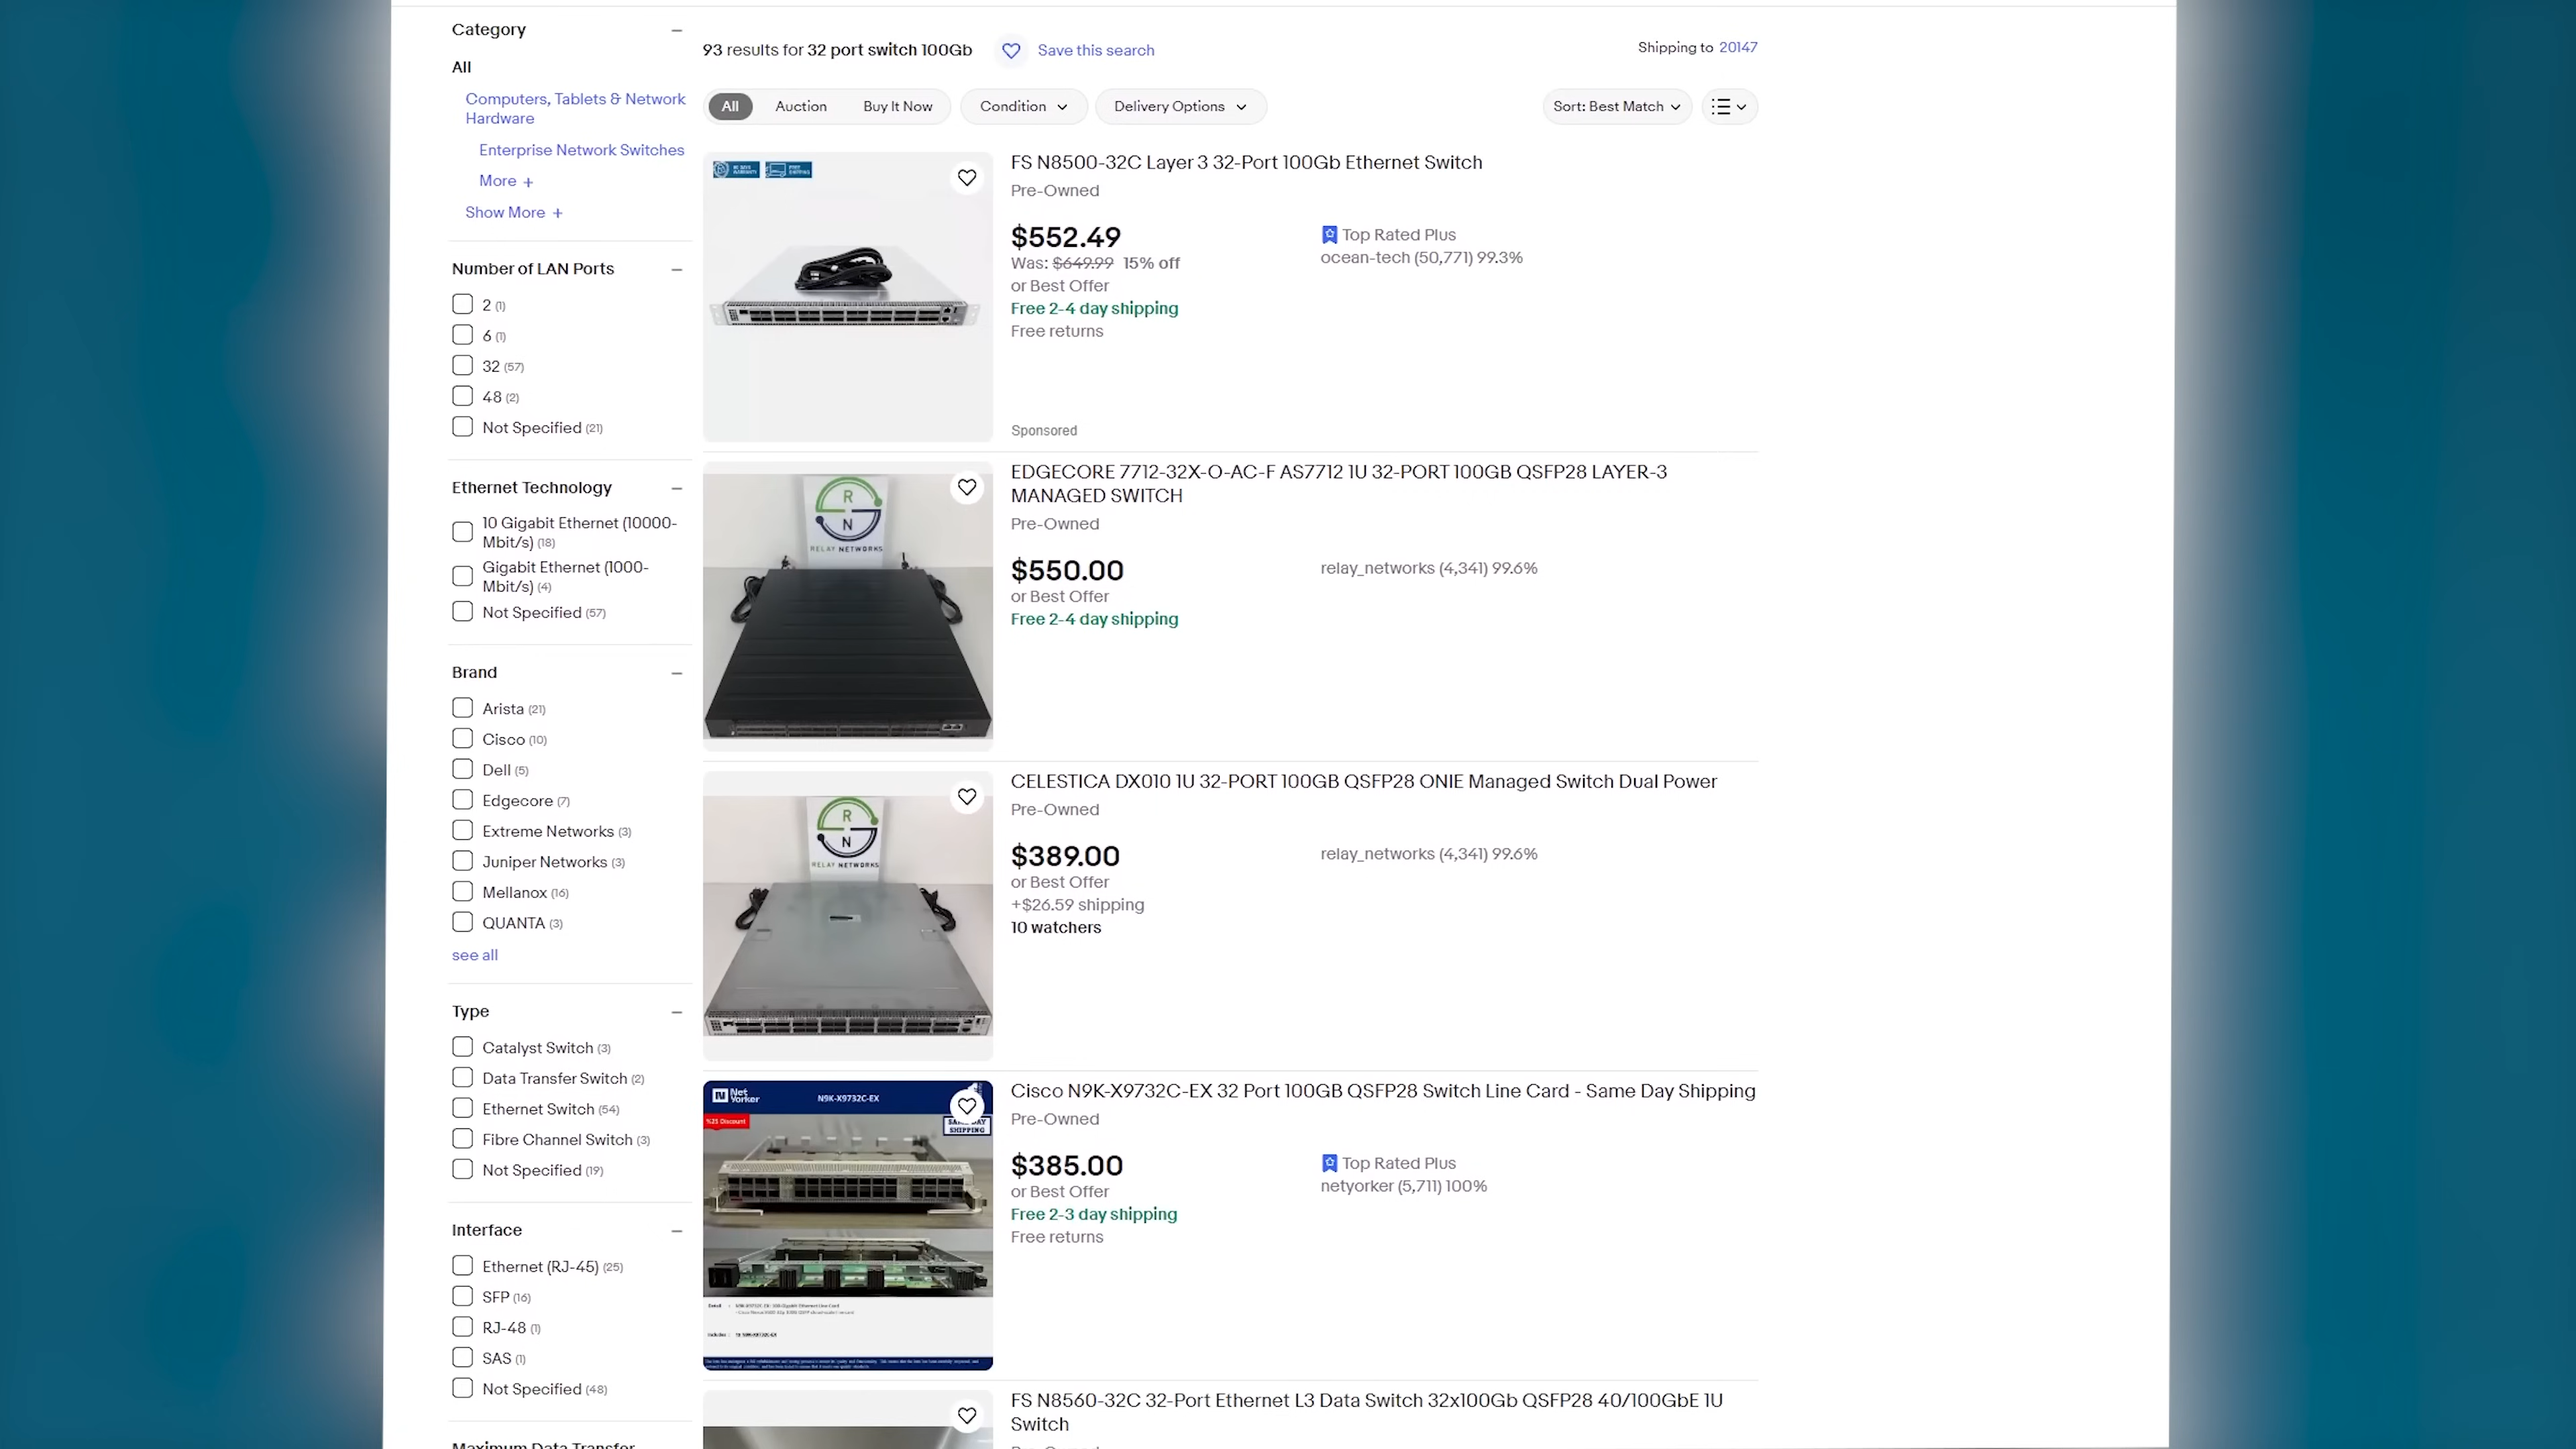 Category
All
Computers, Tablets & Network
Hardware
Enterprise Network Switches
More +
Show More +
Number of LAN Ports
2 (1)
6 (1)
32 (57)
48 (2)
Not Specified (21)
Ethernet Technology
10 Gigabit Ethernet (10000-
Mbit/s) (18)
Gigabit Ethernet (1000-
Mbit/s) (4)
Not Specified (57)
Brand
Arista (21)
Cisco (10)
Dell (5)
Edgecore (7)
Extreme Networks (3)
Juniper Networks (3)
Mellanox (16)
QUANTA (3)
see all
Type
Catalyst Switch (3)
Data Transfer Switch (2)
Ethernet Switch (54)
Fibre Channel Switch (3)
Not Specified (19)
Interface
Ethernet (RJ-45) (25)
SFP (16)
RJ-48 (1)
SAS (1)
Not Specified (48)
Maximum Data Transfer
93 results for 32 port switch 100Gb
Save this search
Shipping to 20147
All
Auction
Buy It Now
Condition
Delivery Options
Sort: Best Match
FS N8500-32C Layer 3 32-Port 100Gb Ethernet Switch
Pre-Owned
$552.49
Was: $649.99 15% off
or Best Offer
Free 2-4 day shipping
Free returns
Top Rated Plus
ocean-tech (50,771) 99.3%
Sponsored
R
N
RELAY NETWORKS
EDGECORE 7712-32X-O-AC-F AS7712 1U 32-PORT 100GB QSFP28 LAYER-3
MANAGED SWITCH
Pre-Owned
$550.00
or Best Offer
Free 2-4 day shipping
relay_networks (4,341) 99.6%
R
N
RELAY NETWORKS
CELESTICA DX010 1U 32-PORT 100GB QSFP28 ONIE Managed Switch Dual Power
Pre-Owned
$389.00
or Best Offer
+$26.59 shipping
10 watchers
relay_networks (4,341) 99.6%
N
Net
Yorker
N9K-X9732C-EX
%25 Discount
SAME DAY
SHIPPING
Cisco N9K-X9732C-EX 32 Port 100GB QSFP28 Switch Line Card - Same Day Shipping
Pre-Owned
$385.00
or Best Offer
Free 2-3 day shipping
Free returns
Top Rated Plus
netyorker (5,711) 100%
FS N8560-32C 32-Port Ethernet L3 Data Switch 32x100Gb QSFP28 40/100GbE 1U
Switch